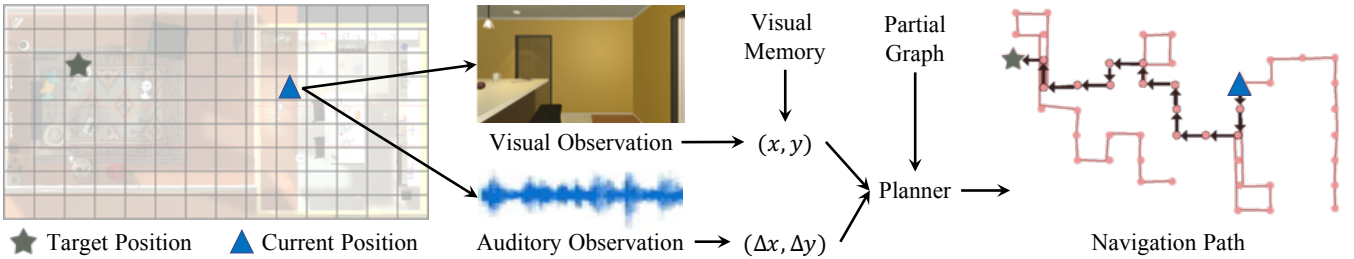 Target Position
Current Position
Visual Observation
Auditory Observation
Visual
Memory
(x, y)
(Δx, Δy)
Partial
Graph
Planner
Navigation Path